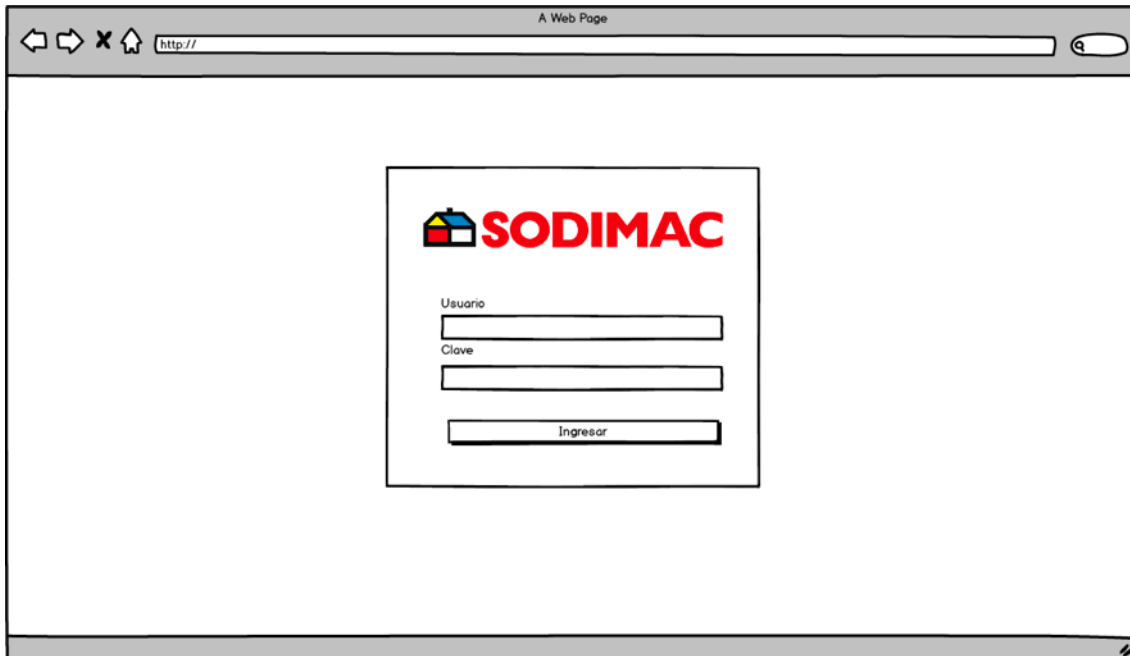 A Web Page
http://
SODIMAC
Usuario
Clave
Ingresar